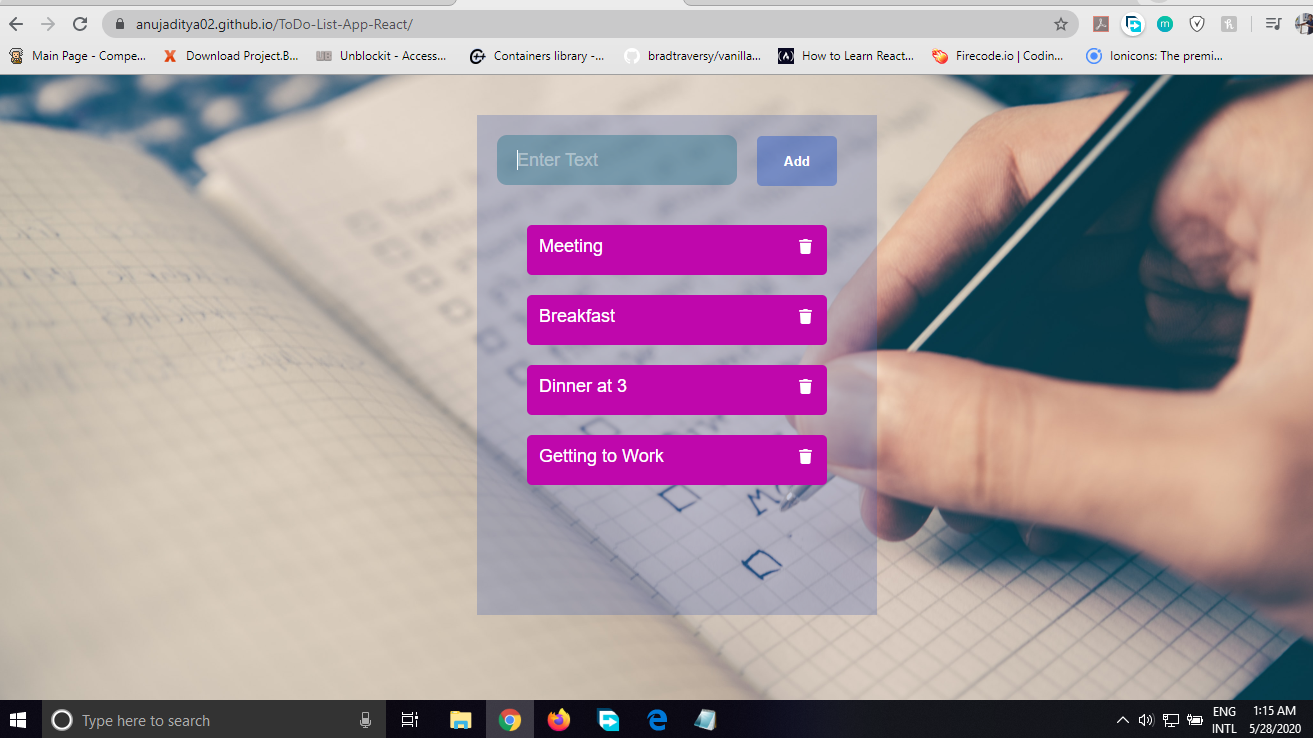 anujaditya02.github.io/ToDo-List-App-React/
Main Page - Compe...
Download Project.B...
UB
Unblockit - Access...
Containers library -...
bradtraversy/vanilla...
How to Learn React...
Firecode.io | Codin...
Ionicons: The premi...
Enter Text
Add
Meeting
Breakfast
Dinner at 3
Getting to Work
Type here to search
ENG
INTL
1:15 AM
5/28/2020